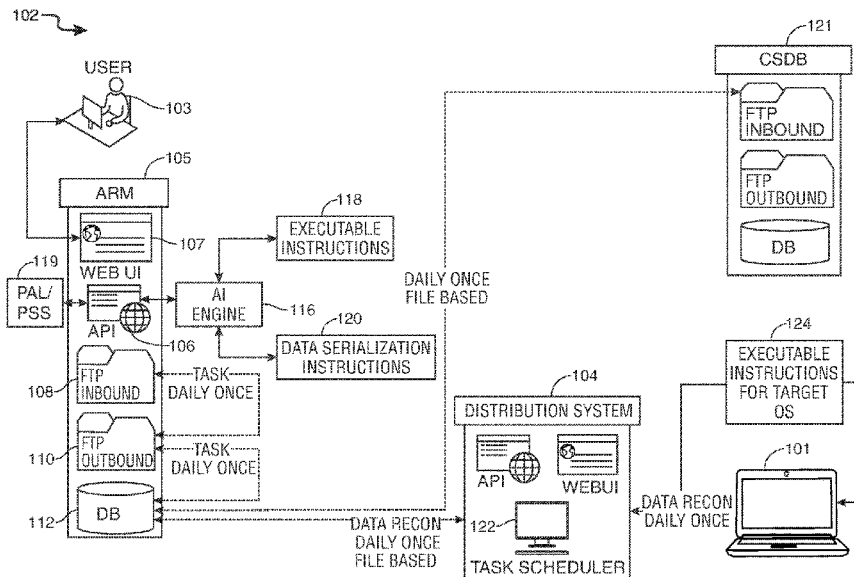 102
USER
103
105
ARM
107
WEB UI
119
PAL/
PSS
API
106
AI
ENGINE
116
118
EXECUTABLE
INSTRUCTIONS
120
DATA SERIALIZATION
INSTRUCTIONS
108
FTP
INBOUND
TASK
DAILY ONCE
110
FTP
OUTBOUND
TASK
DAILY ONCE
112
DB
DAILY ONCE
FILE BASED
DATA RECON
DAILY ONCE
FILE BASED
104
DISTRIBUTION SYSTEM
API
WEBUI
122
TASK SCHEDULER
121
CSDB
FTP
INBOUND
FTP
OUTBOUND
DB
124
EXECUTABLE
INSTRUCTIONS
FOR TARGET
OS
101
DATA RECON
DAILY ONCE